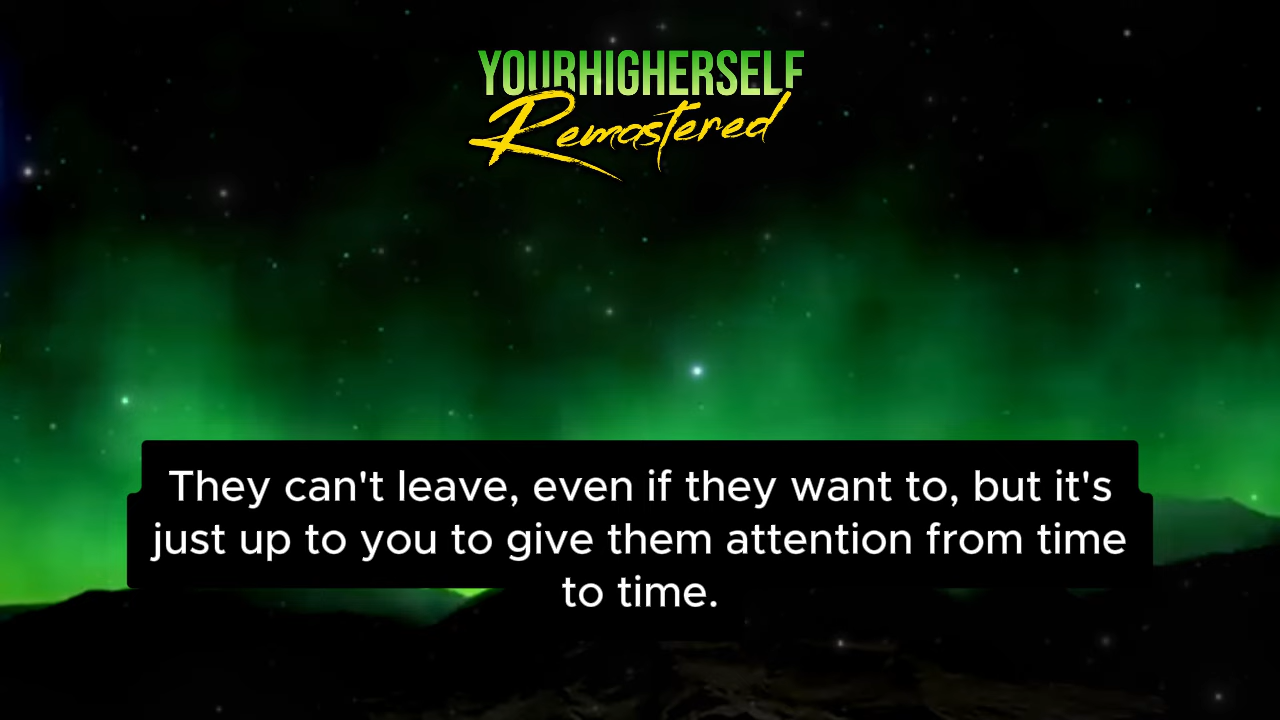 YOURHIGHERSELF
Remastered
They can't leave, even if they want to, but it's
just up to you to give them attention from time
to time.